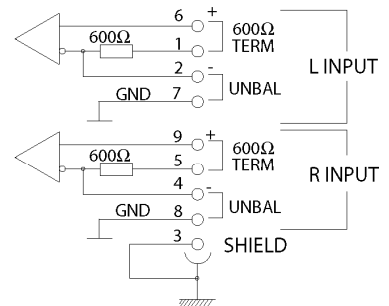 6 +
600Ω 1 600Ω TERM
2 -
GND 7 UNBAL
L INPUT
9 +
600Ω 5 600Ω TERM
4 -
GND 8 UNBAL
R INPUT
3 SHIELD